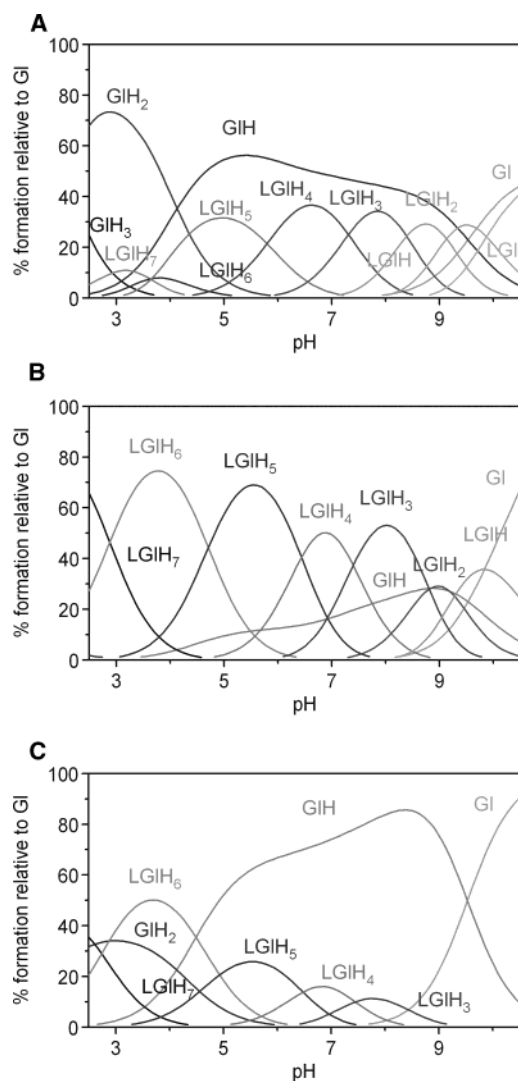 A
% formation relative to Gl
100
80
60
40
20
0
GlH₂
GlH
LGlH₄
LGlH₃
LGlH₂
Gl
LGlH₅
GlH₃
LGlH₇
LGlH₆
LGlH
LGl
3 5 7 9
pH
B
% formation relative to Gl
100
80
60
40
20
0
LGlH₆
LGlH₅
LGlH₄
LGlH₃
Gl
LGlH
LGlH₇
GlH
LGlH₂
3 5 7 9
pH
C
% formation relative to Gl
100
80
60
40
20
0
GlH
Gl
LGlH₆
GlH₂
LGlH₅
LGlH₇
LGlH₄
LGlH₃
3 5 7 9
pH